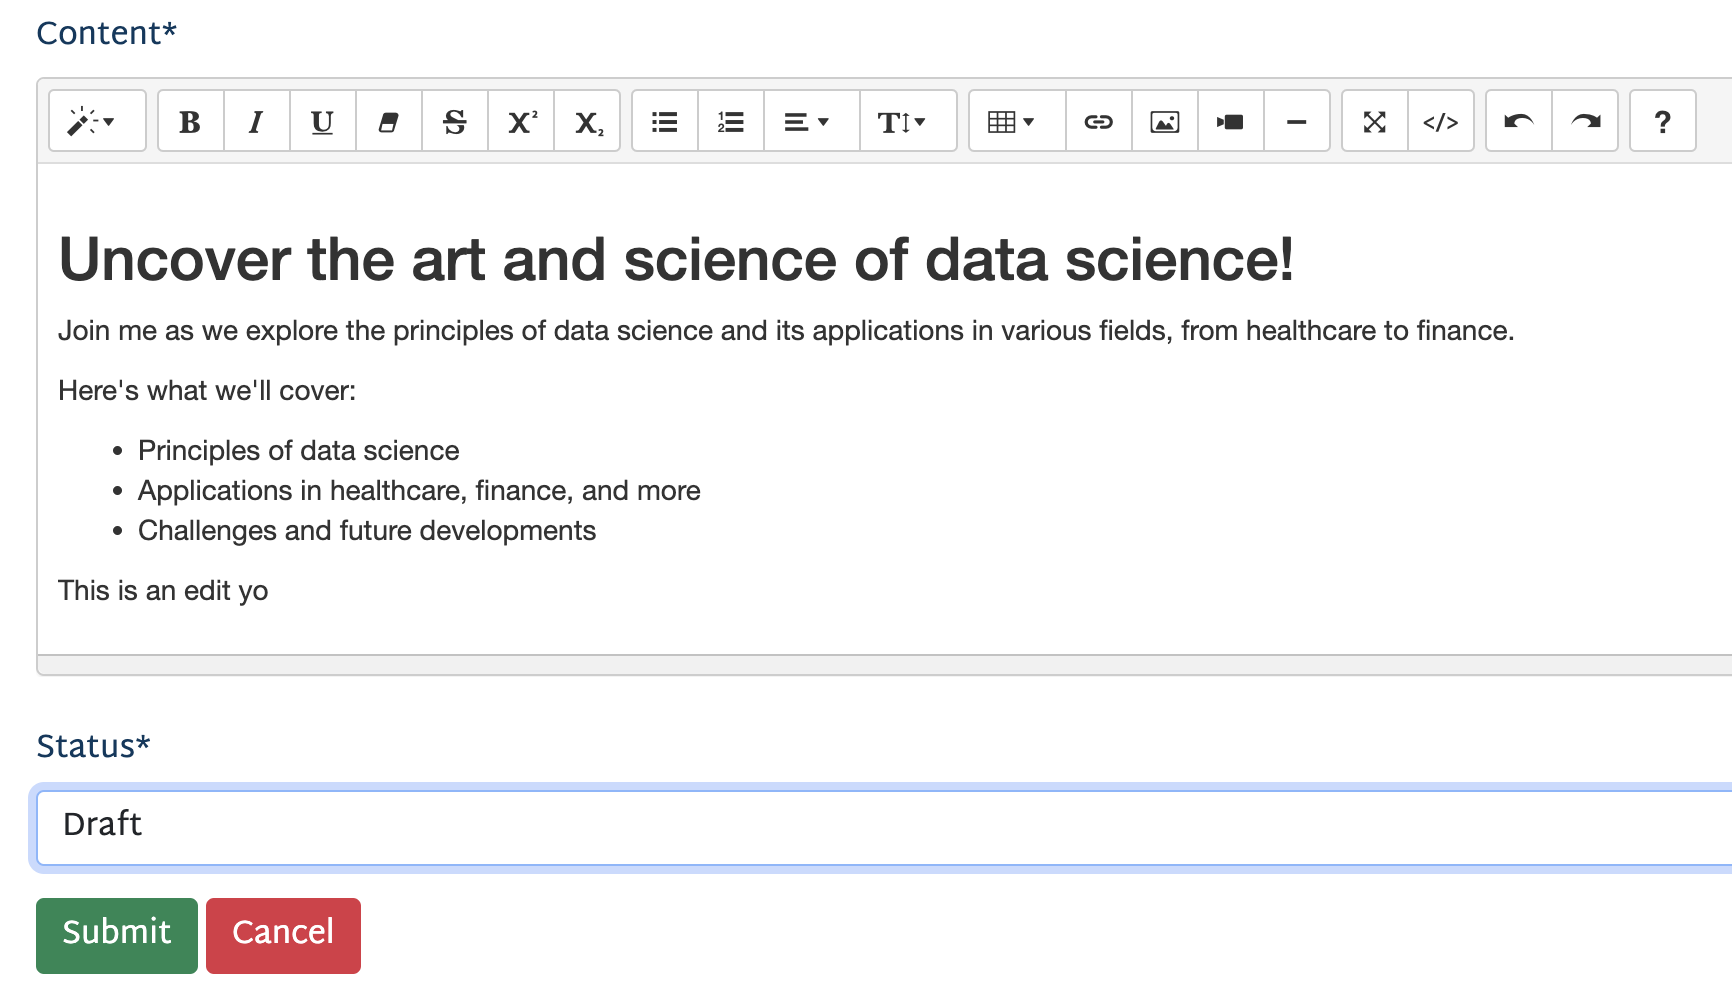 Content*
B I U S X² X₂ T </> ?
Uncover the art and science of data science!
Join me as we explore the principles of data science and its applications in various fields, from healthcare to finance.
Here's what we'll cover:
• Principles of data science
• Applications in healthcare, finance, and more
• Challenges and future developments
This is an edit yo
Status*
Draft
Submit Cancel